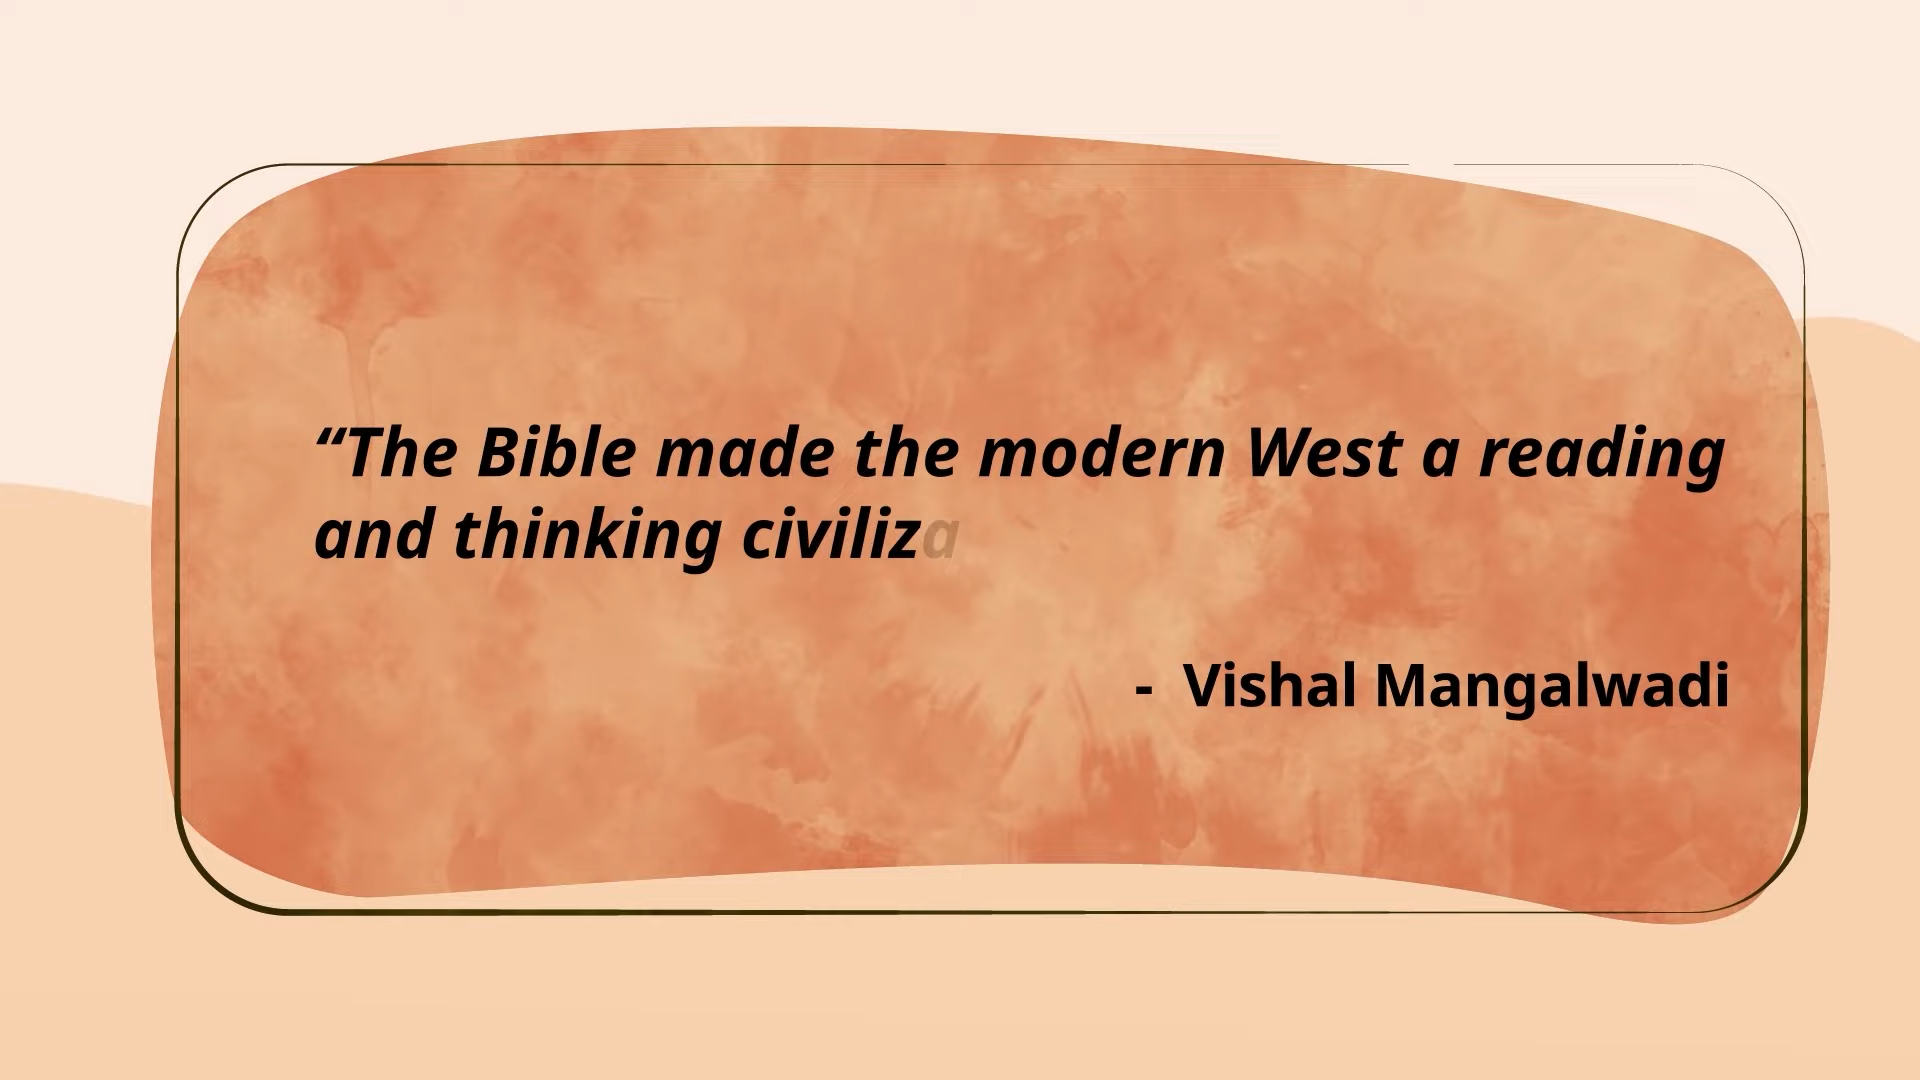 “The Bible made the modern West a reading
and thinking civiliza
- Vishal Mangalwadi